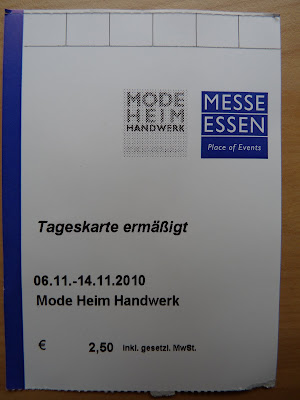 MODE
HEIM
HANDWERK
MESSE
ESSEN
Place of Events
Tageskarte ermäßigt
06.11.-14.11.2010
Mode Heim Handwerk
€ 2,50 inkl. gesetzl. MwSt.